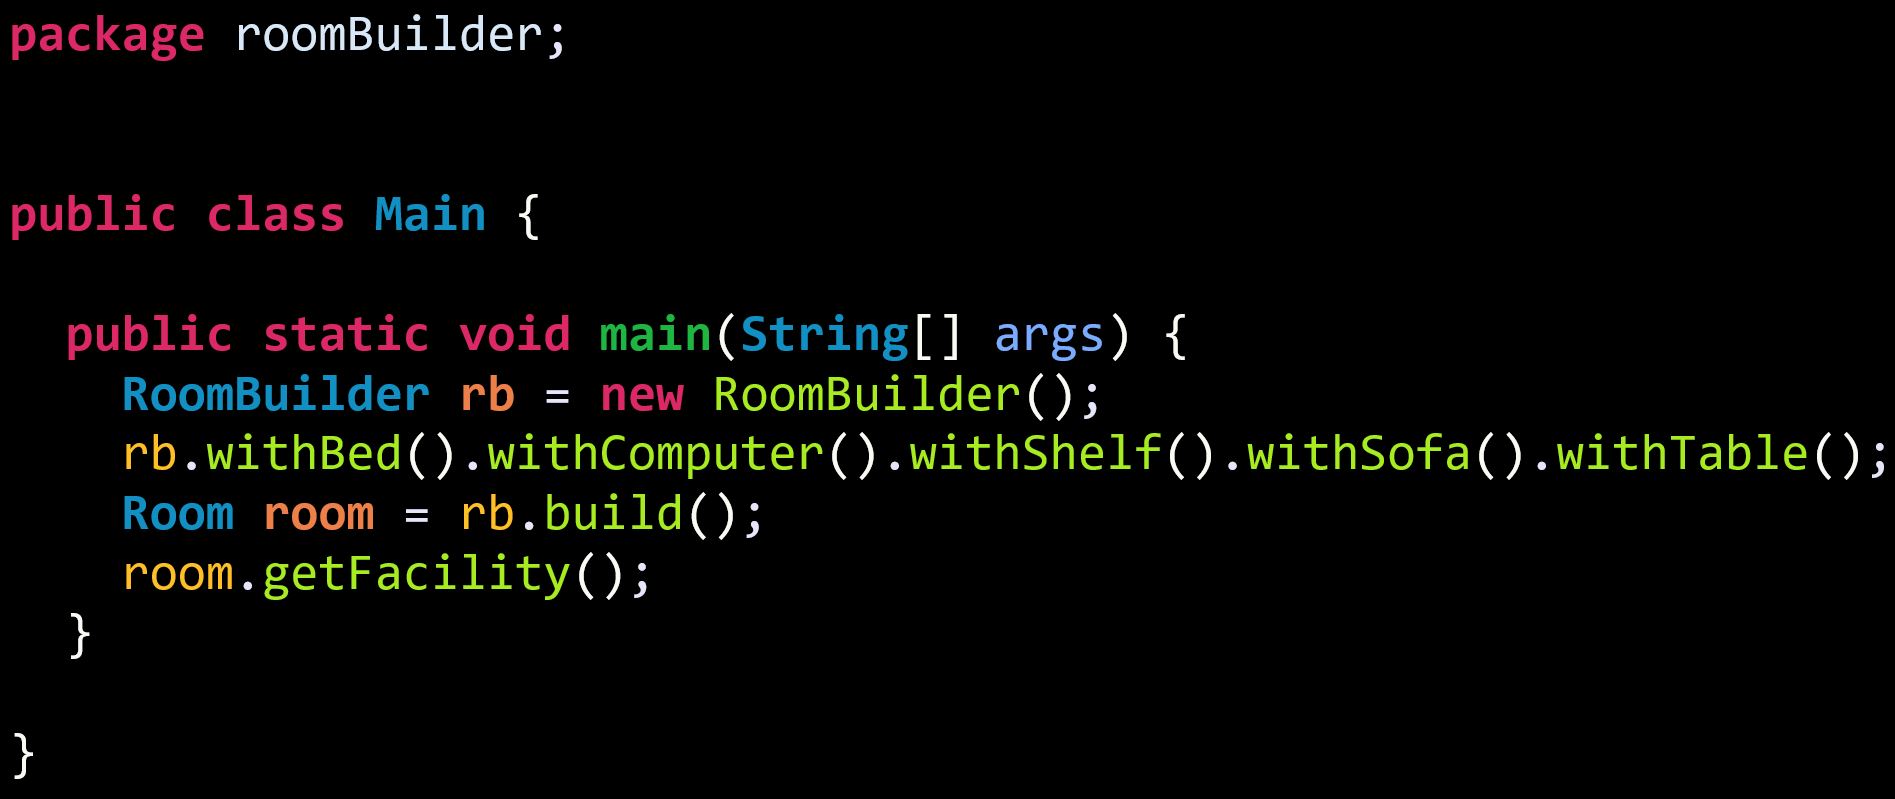 package roomBuilder;
public class Main {
public static void main(String[] args) {
RoomBuilder rb = new RoomBuilder();
rb.withBed().withComputer().withShelf().withSofa().withTable();
Room room = rb.build();
room.getFacility();
}
}